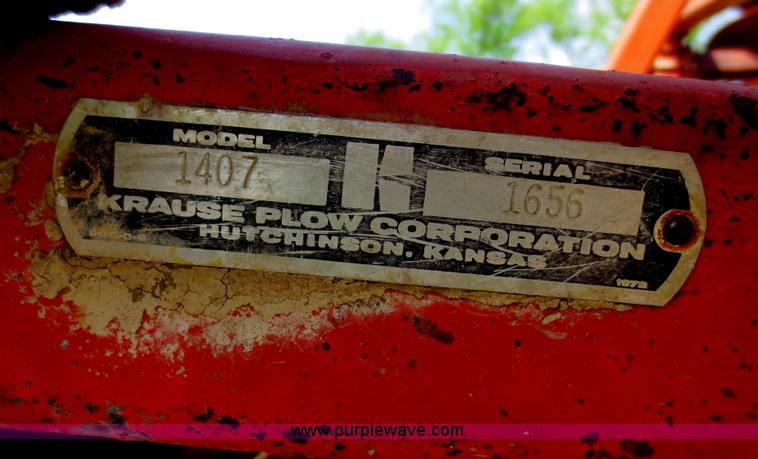 MODEL
1407
K
SERIAL
1656
KRAUSE PLOW CORPORATION
HUTCHINSON, KANSAS
www.purplewave.com